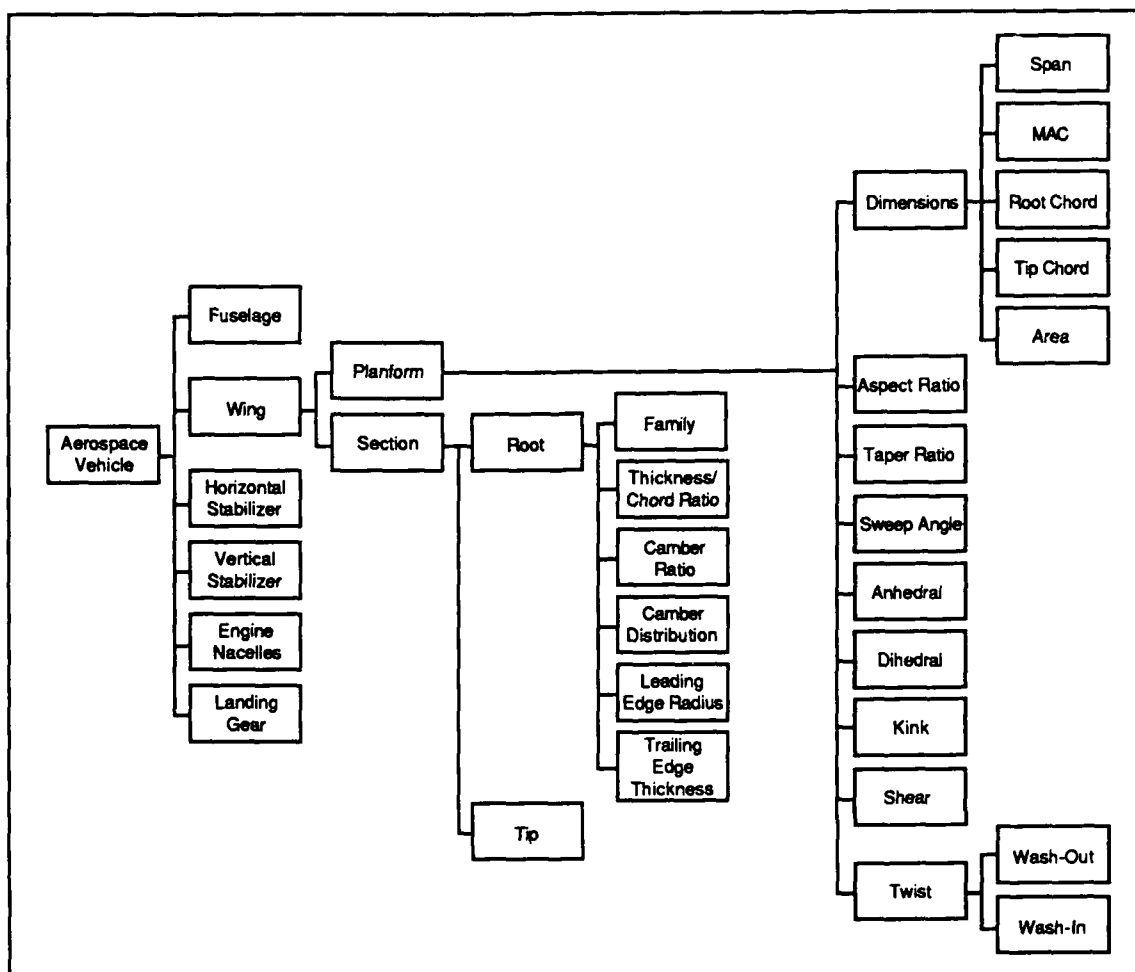 Aerospace
Vehicle
Fuselage
Wing
Horizontal
Stabilizer
Vertical
Stabilizer
Engine
Nacelles
Landing
Gear
Planform
Section
Root
Tip
Family
Thickness/
Chord Ratio
Camber
Ratio
Camber
Distribution
Leading
Edge Radius
Trailing
Edge
Thickness
Dimensions
Aspect Ratio
Taper Ratio
Sweep Angle
Anhedral
Dihedral
Kink
Shear
Twist
Span
MAC
Root Chord
Tip Chord
Area
Wash-Out
Wash-In